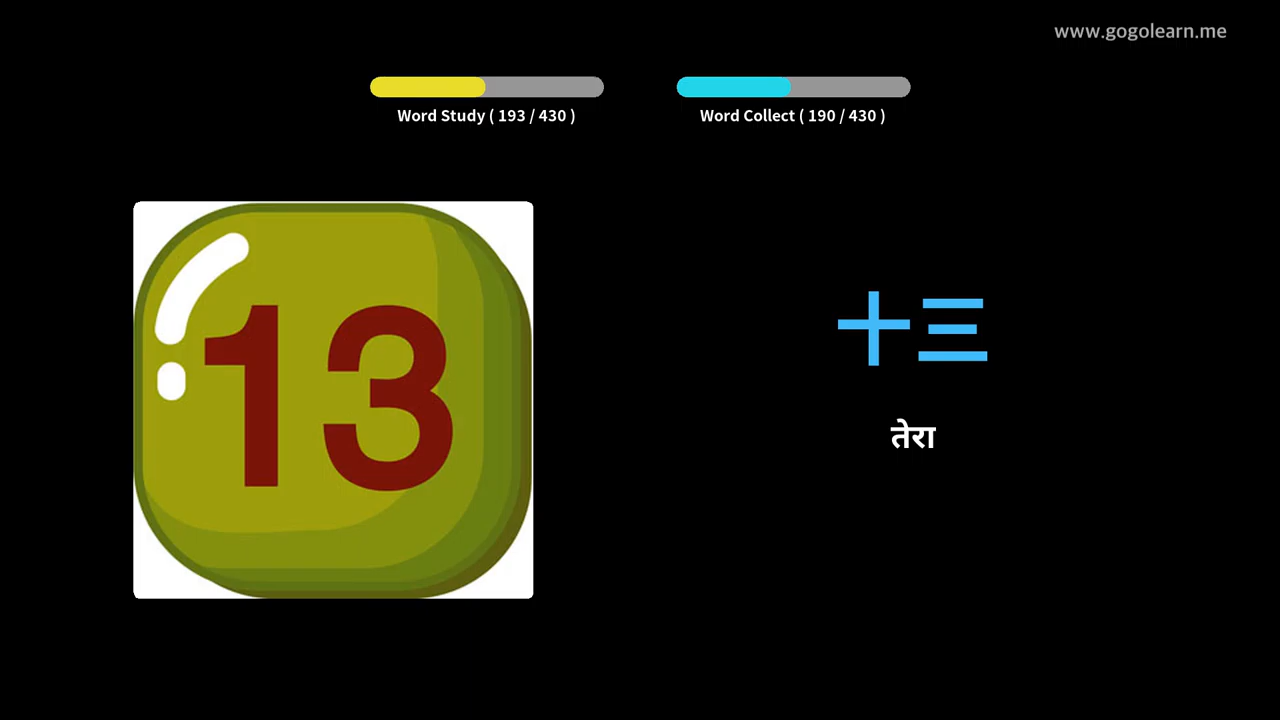 www.gogolearn.me
Word Study ( 193 / 430 )
Word Collect ( 190 / 430 )
13
十三
तेरा